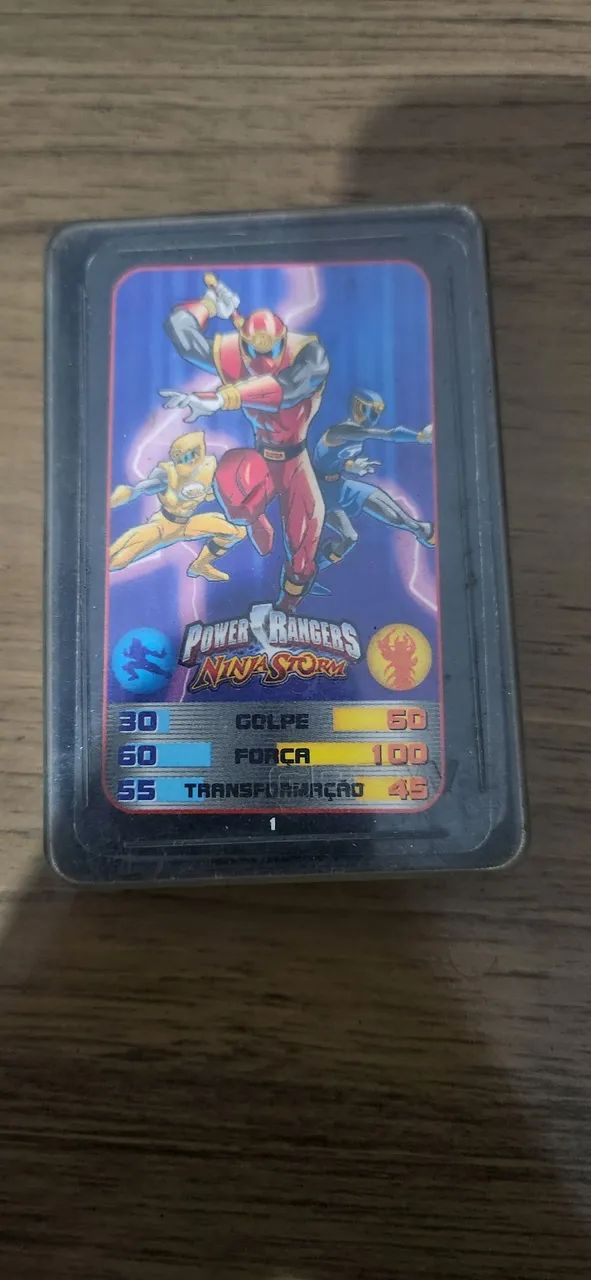 POWER RANGERS
NINJA STORM
30 GOLPE 60
60 FORÇA 100
55 TRANSFORMAÇÃO 45
1